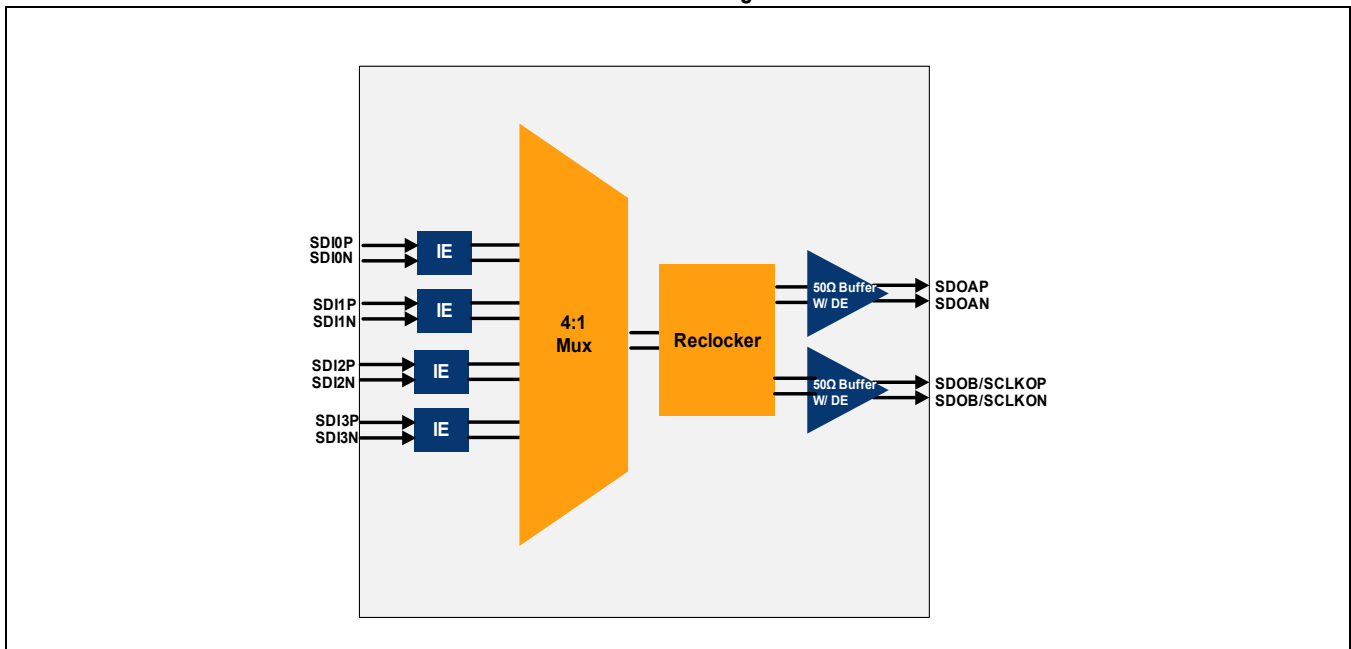 SDI0P
SDI0N
IE
SDI1P
SDI1N
IE
SDI2P
SDI2N
IE
SDI3P
SDI3N
IE
4:1
Mux
Reclocker
50Ω Buffer
W/ DE
SDOAP
SDOAN
50Ω Buffer
W/ DE
SDOB/SCLKOP
SDOB/SCLKON